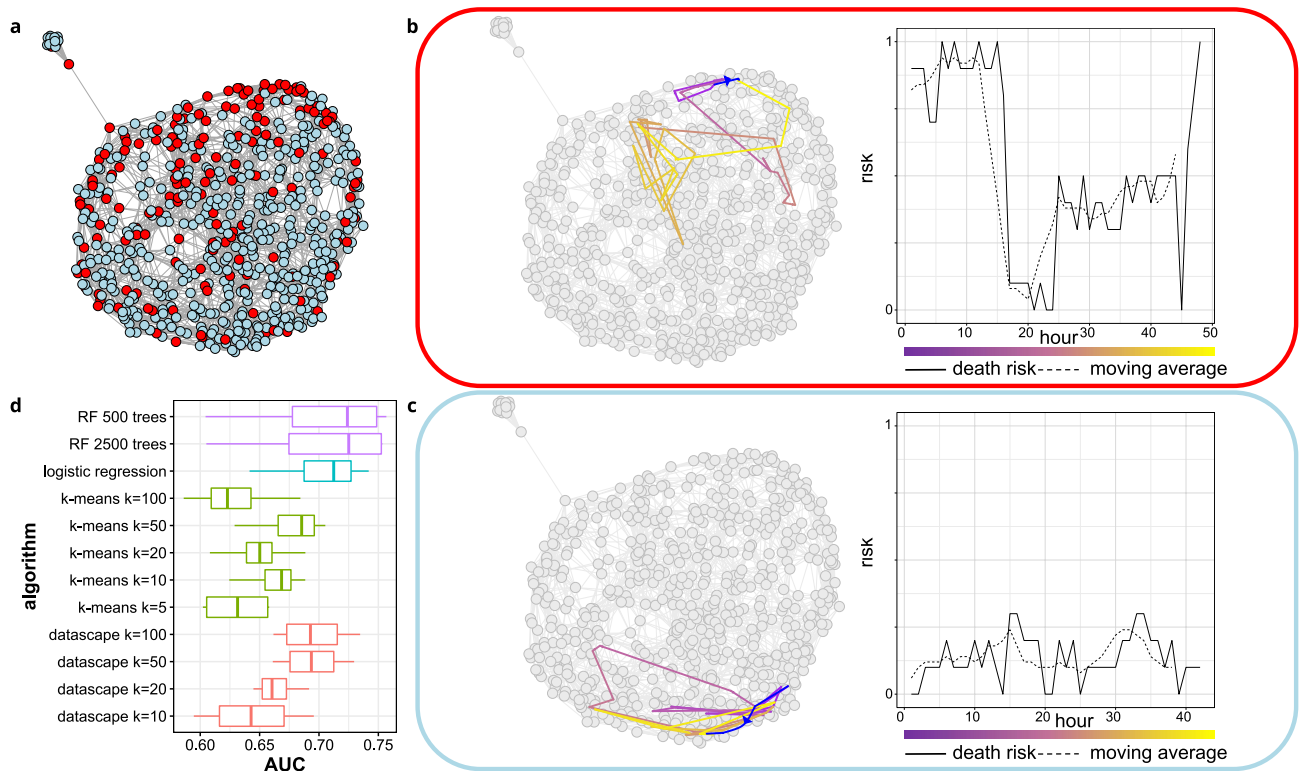 a
b
risk
1
0
0
10
20
30
40
50
hour
death risk
moving average
d
algorithm
RF 500 trees
RF 2500 trees
logistic regression
k-means k=100
k-means k=50
k-means k=20
k-means k=10
k-means k=5
datascape k=100
datascape k=50
datascape k=20
datascape k=10
0.60
0.65
0.70
0.75
AUC
c
risk
1
0
0
10
20
30
40
hour
death risk
moving average